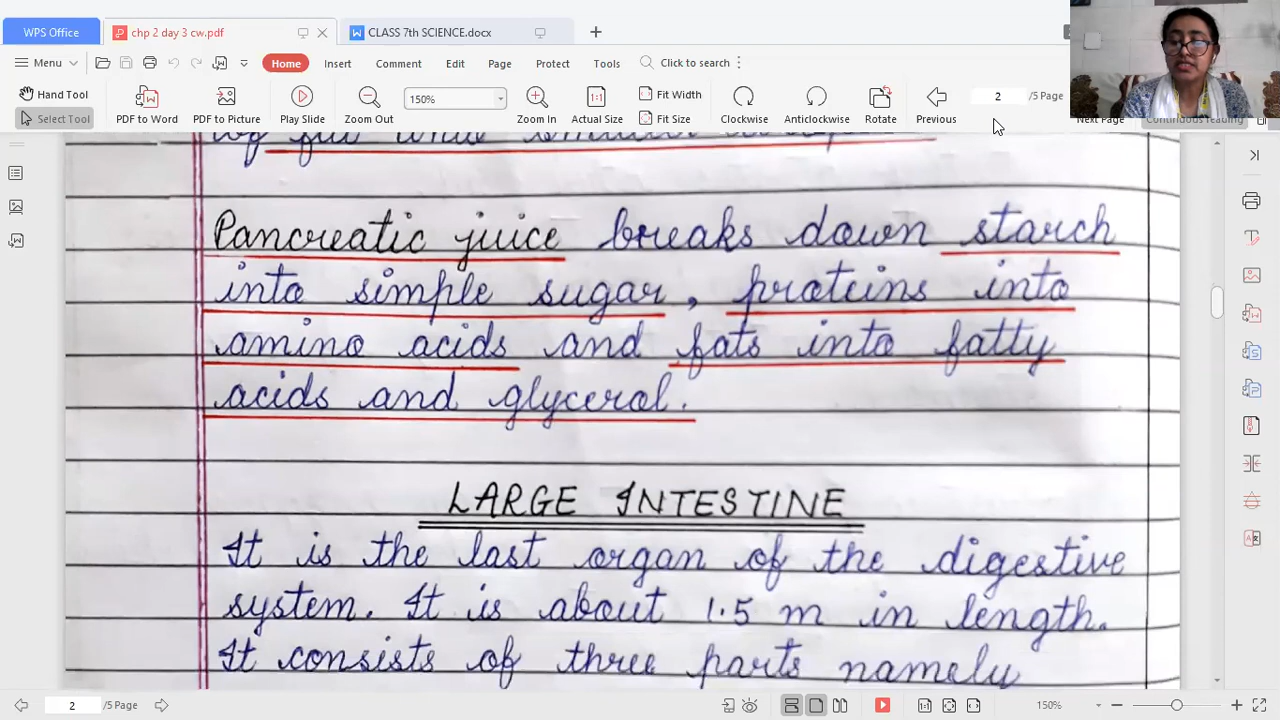 WPS Office
chp 2 day 3 cw.pdf
CLASS 7th SCIENCE.docx
Menu
Home
Insert
Comment
Edit
Page
Protect
Tools
Click to search
Hand Tool
Select Tool
PDF to Word
PDF to Picture
Play Slide
Zoom Out
150%
Zoom In
Actual Size
Fit Width
Fit Size
Clockwise
Anticlockwise
Rotate
Previous
2 /5 Page
Next Page
Continuous reading
Pancreatic juice breaks down starch
into simple sugar, proteins into
amino acids and fats into fatty
acids and glycerol.
LARGE INTESTINE
It is the last organ of the digestive
system. It is about 1.5 m in length.
It consists of three parts namely
2 /5 Page
150%